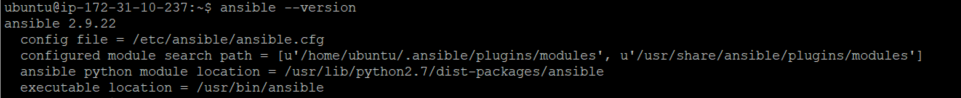 ubuntu@ip-172-31-10-237:~$ ansible --version
ansible 2.9.22
  config file = /etc/ansible/ansible.cfg
  configured module search path = [u'/home/ubuntu/.ansible/plugins/modules', u'/usr/share/ansible/plugins/modules']
  ansible python module location = /usr/lib/python2.7/dist-packages/ansible
  executable location = /usr/bin/ansible